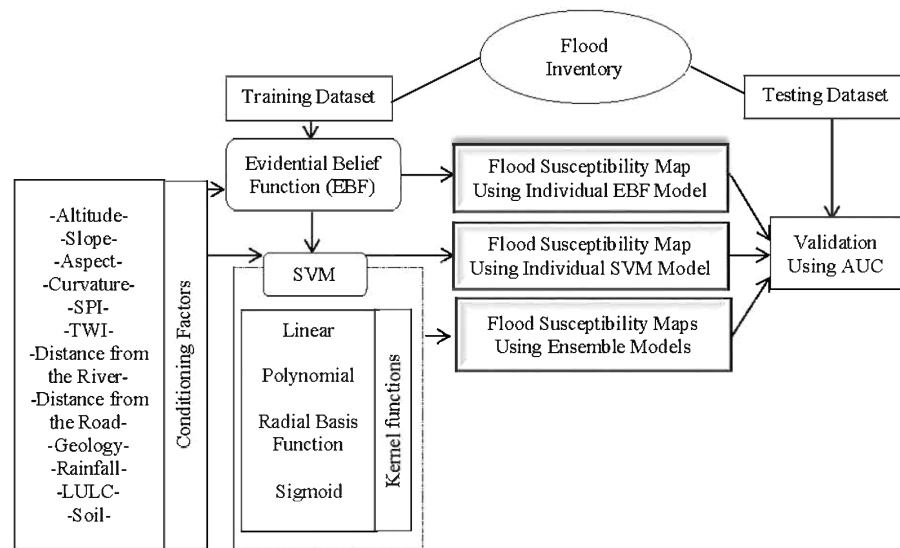 Flood
Inventory
Training Dataset
Testing Dataset
Evidential Belief
Function (EBF)
Flood Susceptibility Map
Using Individual EBF Model
-Altitude-
-Slope-
-Aspect-
-Curvature-
-SPI-
-TWI-
-Distance from
the River-
-Distance from
the Road-
-Geology-
-Rainfall-
-LULC-
-Soil-
Conditioning Factors
SVM
Flood Susceptibility Map
Using Individual SVM Model
Validation
Using AUC
Linear
Polynomial
Radial Basis
Function
Sigmoid
Kernel functions
Flood Susceptibility Maps
Using Ensemble Models